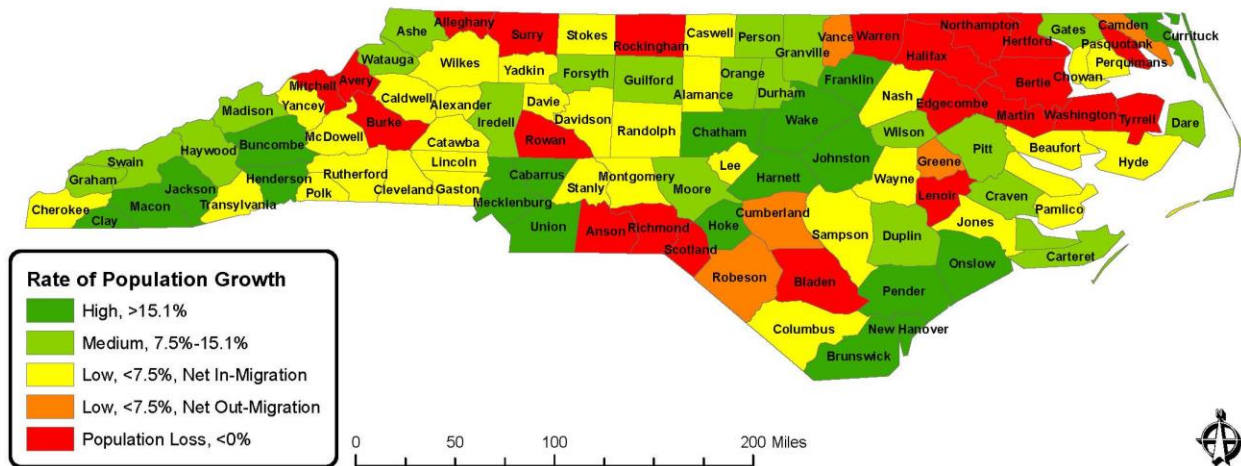 Alleghany
Northampton
Camden
Ashe
Surry
Stokes
Rockingham
Caswell
Person
Granville
Vance
Warren
Hertford
Gates
Pasquotank
Currituck
Watauga
Wilkes
Yadkin
Forsyth
Guilford
Orange
Durham
Franklin
Halifax
Bertie
Chowan
Perquimans
Mitchell
Avery
Yancey
Caldwell
Alexander
Davie
Davidson
Alamance
Nash
Edgecombe
Martin
Washington
Tyrrell
Dare
Madison
Burke
Iredell
Rowan
Randolph
Chatham
Wake
Wilson
Pitt
Beaufort
Hyde
Buncombe
McDowell
Catawba
Swain
Haywood
Lincoln
Lee
Johnston
Greene
Graham
Jackson
Henderson
Rutherford
Polk
Cleveland
Gaston
Cabarrus
Stanly
Montgomery
Moore
Harnett
Wayne
Lenoir
Craven
Pamlico
Cherokee
Clay
Macon
Transylvania
Mecklenburg
Union
Anson
Richmond
Scotland
Hoke
Cumberland
Sampson
Duplin
Jones
Onslow
Carteret
Robeson
Bladen
Pender
Columbus
New Hanover
Brunswick
Rate of Population Growth
High, >15.1%
Medium, 7.5%-15.1%
Low, <7.5%, Net In-Migration
Low, <7.5%, Net Out-Migration
Population Loss, <0%
0 50 100 200 Miles